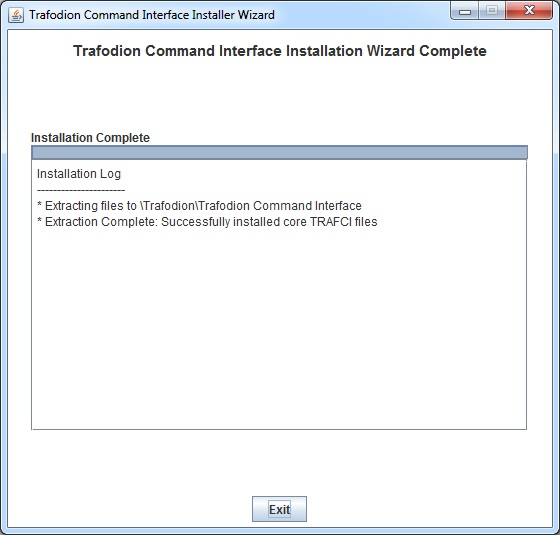 Trafodion Command Interface Installer Wizard
Trafodion Command Interface Installation Wizard Complete
Installation Complete
Installation Log
----------------------
* Extracting files to \Trafodion\Trafodion Command Interface
* Extraction Complete: Successfully installed core TRAFCI files
Exit